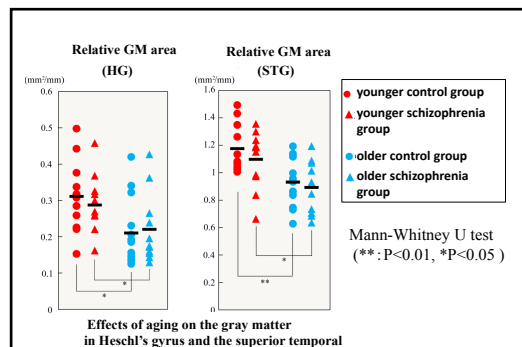 Relative GM area
(HG)
Relative GM area
(STG)
(mm²/mm)
0.6
0.5
0.4
0.3
0.2
0.1
0
*
*
(mm²/mm)
1.6
1.4
1.2
1
0.8
0.6
0.4
0.2
0
*
**
younger control group
younger schizophrenia
group
older control group
older schizophrenia
group
Mann-Whitney U test
(**:P<0.01, *P<0.05 )
Effects of aging on the gray matter
in Heschl's gyrus and the superior temporal